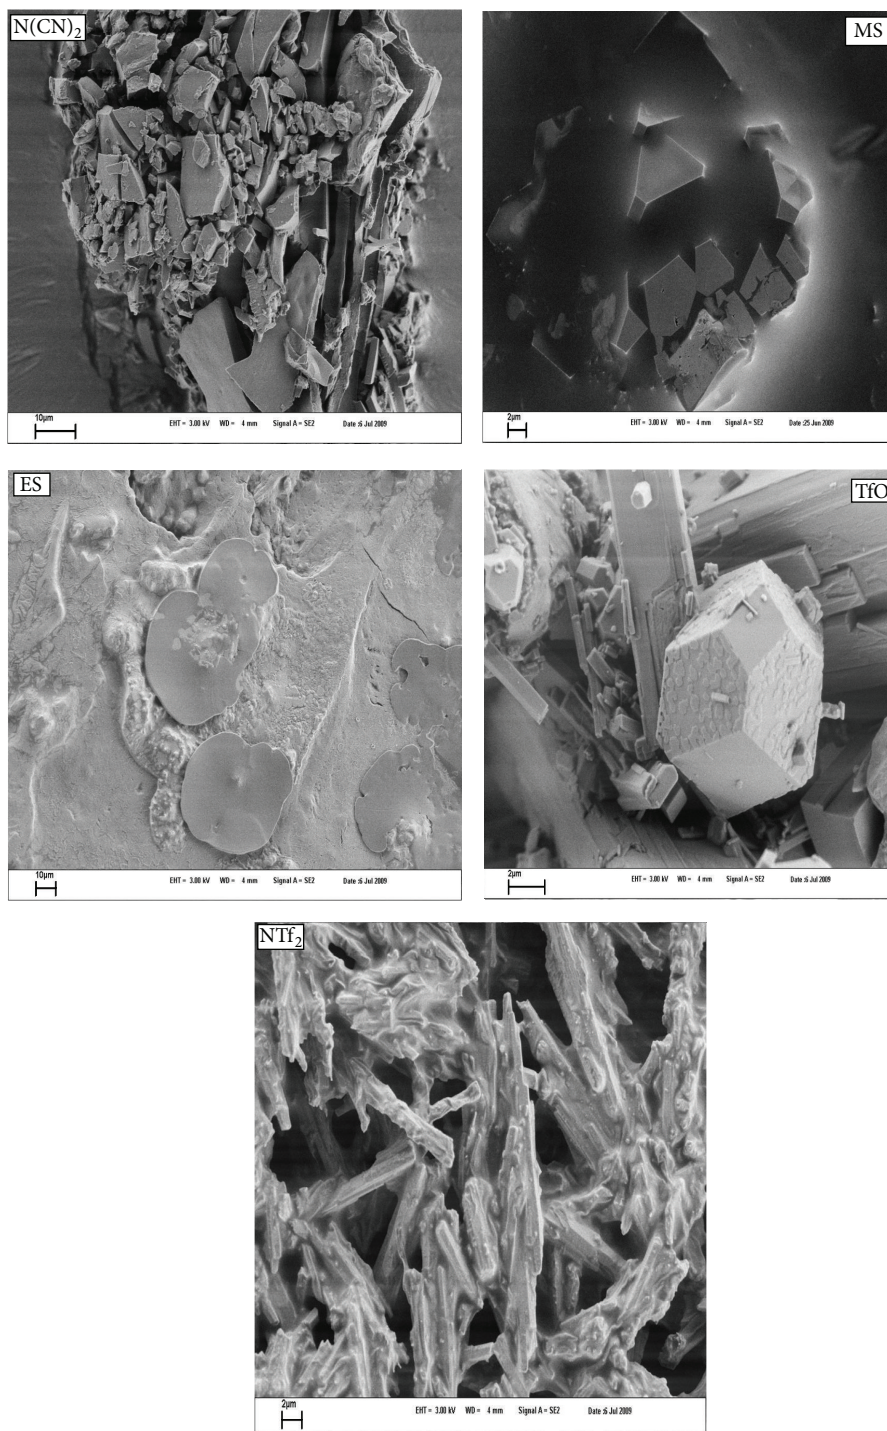 N(CN)₂
10µm
EHT = 3.00 kV WD = 4 mm Signal A = SE2 Date :6 Jul 2009
MS
2µm
EHT = 3.00 kV WD = 4 mm Signal A = SE2 Date :25 Jun 2009
ES
10µm
EHT = 3.00 kV WD = 4 mm Signal A = SE2 Date :6 Jul 2009
TfO
2µm
EHT = 3.00 kV WD = 4 mm Signal A = SE2 Date :6 Jul 2009
NTf₂
2µm
EHT = 3.00 kV WD = 4 mm Signal A = SE2 Date :6 Jul 2009